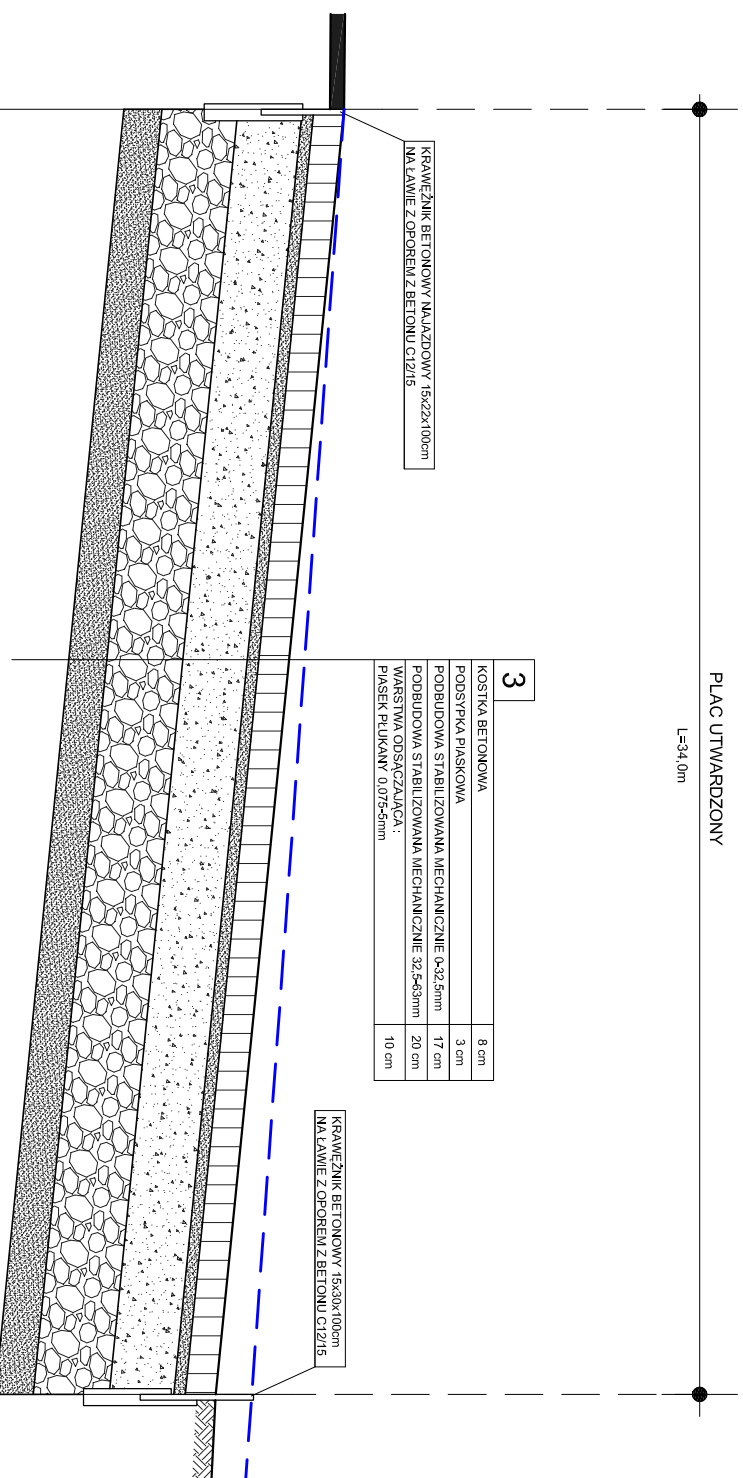 PLAC UTWARDZONY
L=34,0m
3
KOSTKA BETONOWA 8 cm
PODSYPKA PIASKOWA 3 cm
PODBUDOWA STABILIZOWANA MECHANICZNIE 0-32,5mm 17 cm
PODBUDOWA STABILIZOWANA MECHANICZNIE 32,5-63mm 20 cm
WARSTWA ODSĄCZAJĄCA :
PIASEK PŁUKANY 0,075-5mm 10 cm
KRAWĘŻNIK BETONOWY NAJAZDOWY 15x22x100cm
NA ŁAWIE Z OPOREM Z BETONU C12/15
KRAWĘŻNIK BETONOWY 15x30x100cm
NA ŁAWIE Z OPOREM Z BETONU C12/15